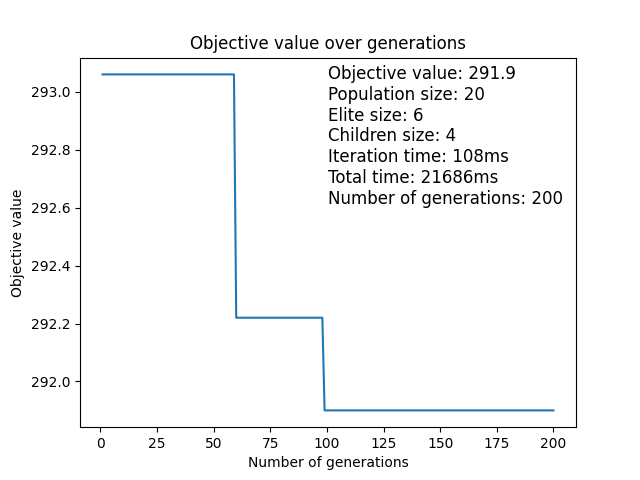 Objective value over generations
Objective value: 291.9
Population size: 20
Elite size: 6
Children size: 4
Iteration time: 108ms
Total time: 21686ms
Number of generations: 200
Objective value
293.0
292.8
292.6
292.4
292.2
292.0
0 25 50 75 100 125 150 175 200
Number of generations